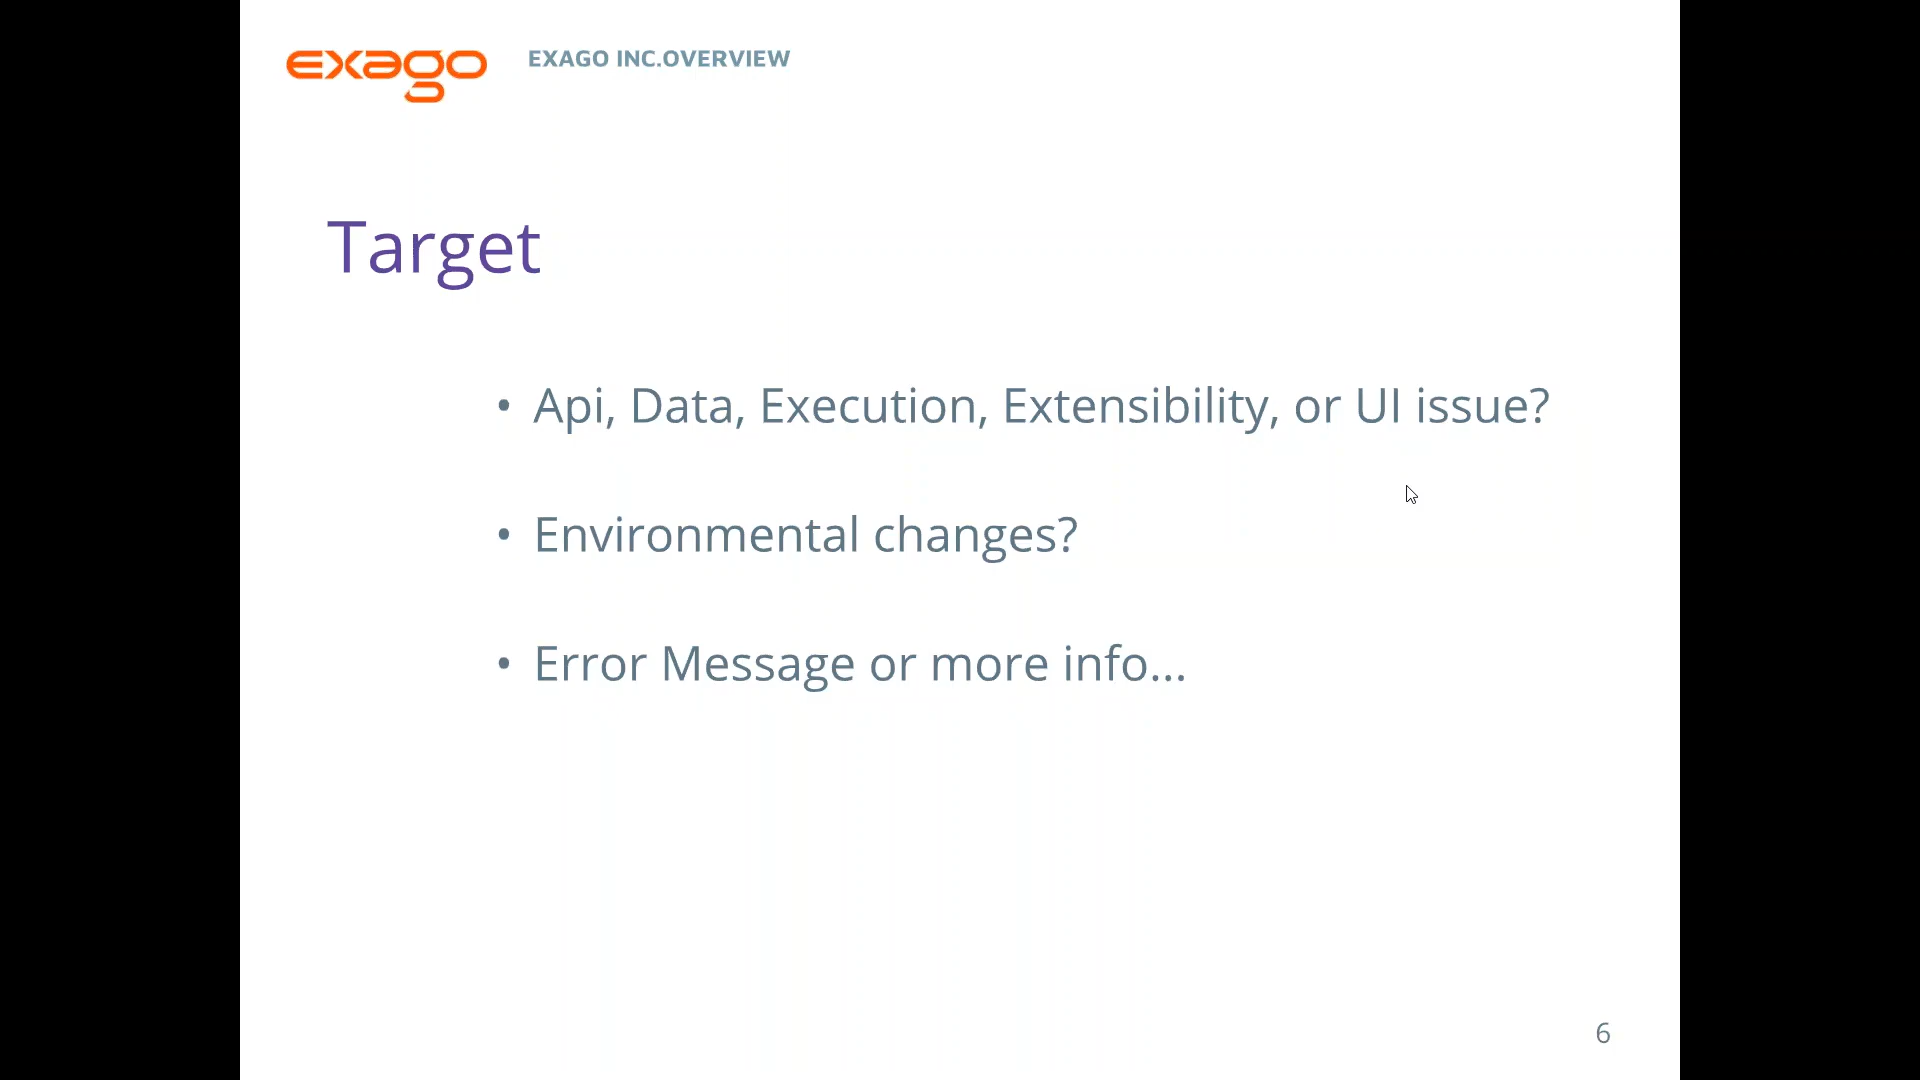 exago
EXAGO INC.OVERVIEW
Target
• Api, Data, Execution, Extensibility, or UI issue?
• Environmental changes?
• Error Message or more info...
6